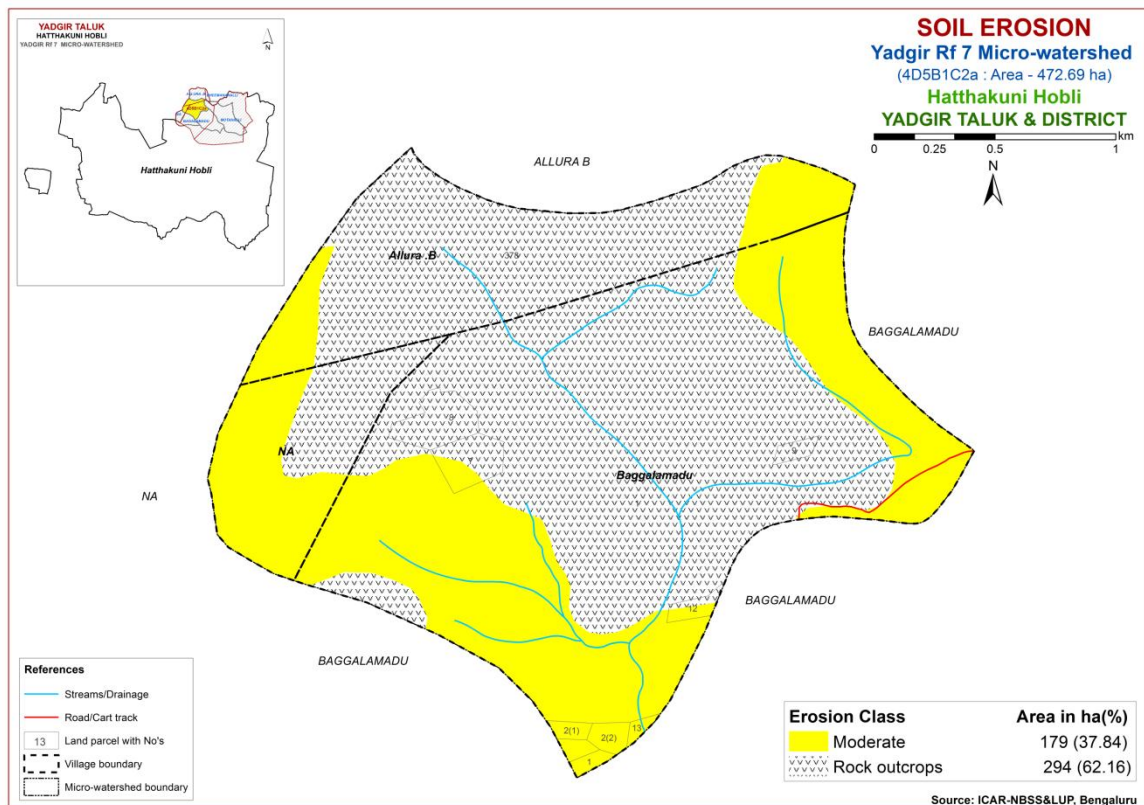 YADGIR TALUK
HATTHAKUNI HOBLI
YADGIR RF 7 MICRO-WATERSHED
N
Hatthakuni Hobli
SOIL EROSION
Yadgir Rf 7 Micro-watershed
(4D5B1C2a : Area - 472.69 ha)
Hatthakuni Hobli
YADGIR TALUK & DISTRICT
km
0 0.25 0.5 1
N
ALLURA B
Allura .B
378
BAGGALAMADU
8
7
9
NA
Baggalamadu
NA
12
BAGGALAMADU
BAGGALAMADU
2(1)
2(2)
13
1
References
Streams/Drainage
Road/Cart track
13 Land parcel with No's
Village boundary
Micro-watershed boundary
Erosion Class Area in ha(%)
Moderate 179 (37.84)
Rock outcrops 294 (62.16)
Source: ICAR-NBSS&LUP, Bengaluru